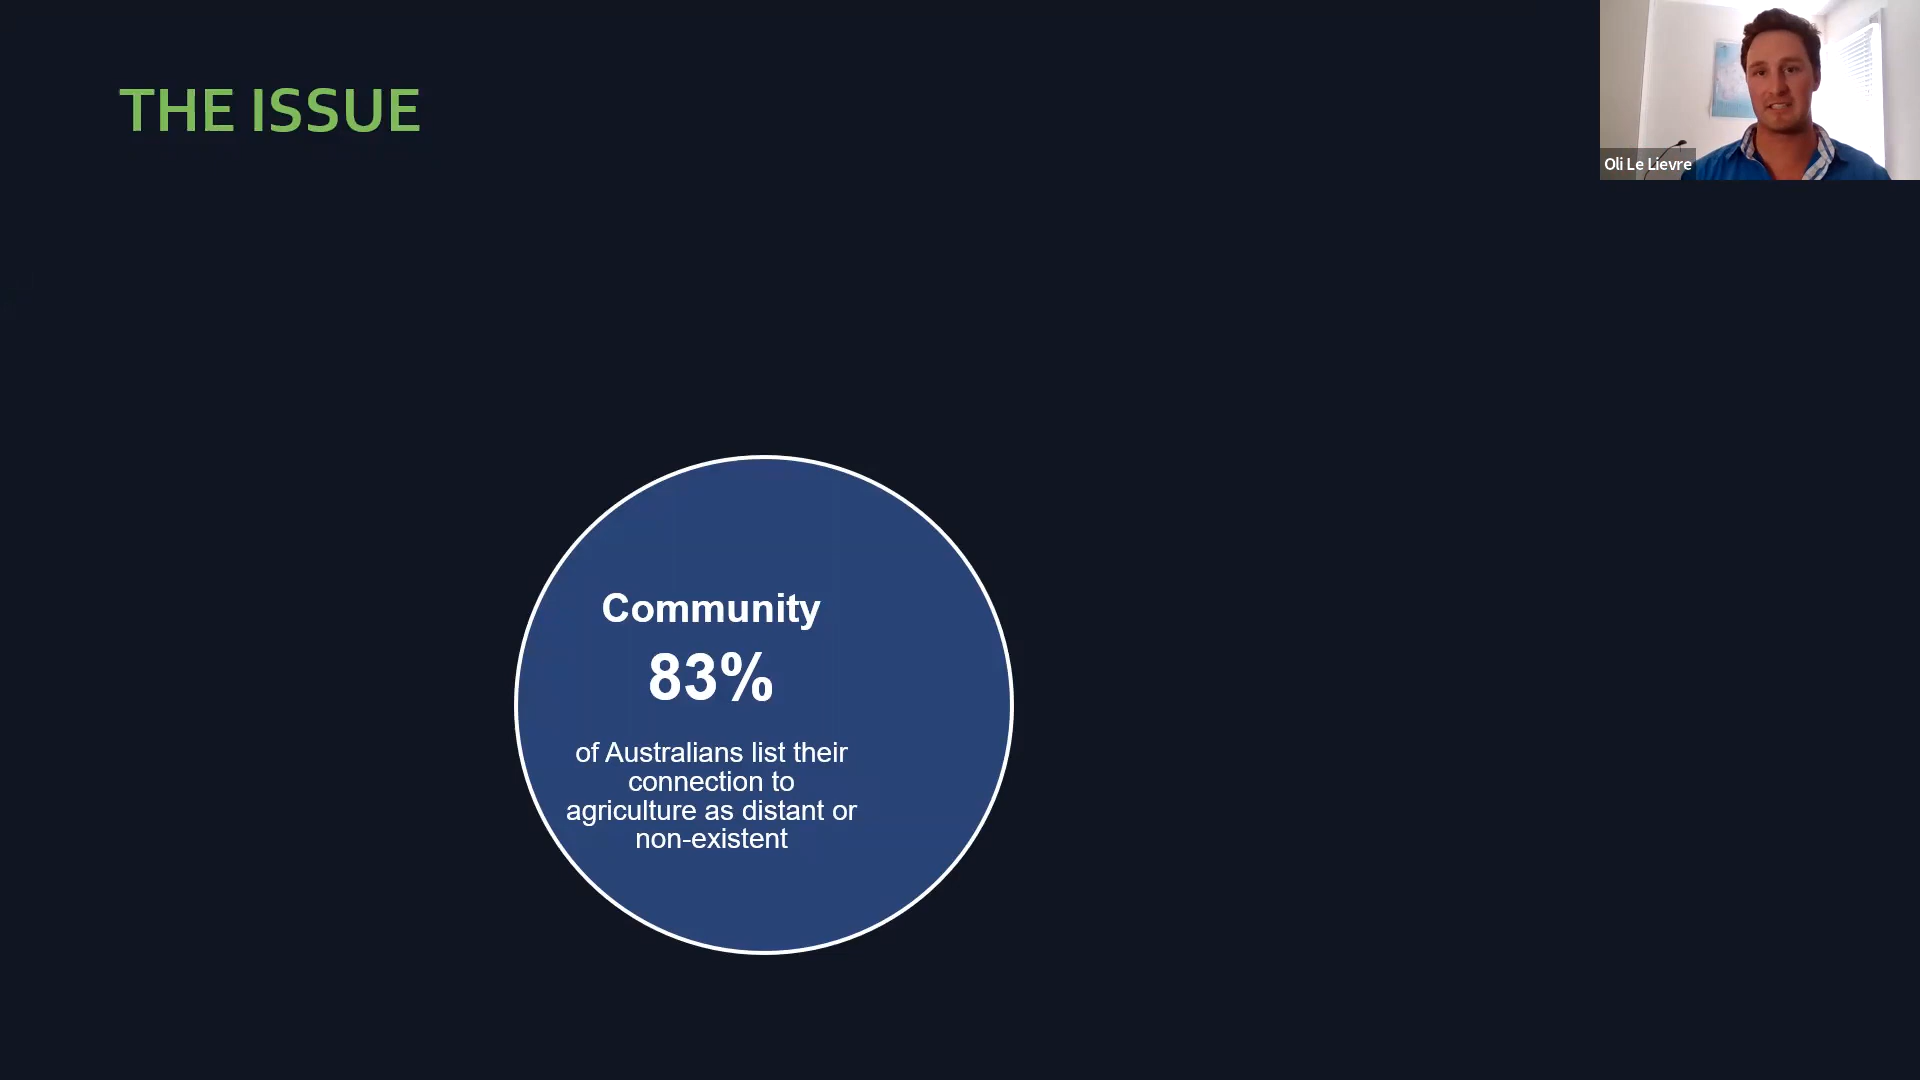 THE ISSUE
Oli Le Lievre
Community
83%
of Australians list their
connection to
agriculture as distant or
non-existent